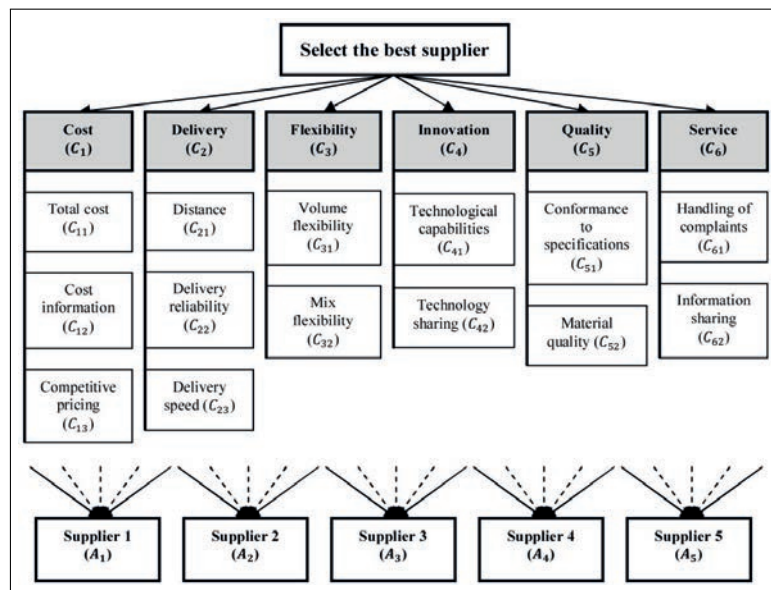 Select the best supplier
Cost
(C₁)
Delivery
(C₂)
Flexibility
(C₃)
Innovation
(C₄)
Quality
(C₅)
Service
(C₆)
Total cost
(C₁₁)
Cost
information
(C₁₂)
Competitive
pricing
(C₁₃)
Distance
(C₂₁)
Delivery
reliability
(C₂₂)
Delivery
speed (C₂₃)
Volume
flexibility
(C₃₁)
Mix
flexibility
(C₃₂)
Technological
capabilities
(C₄₁)
Technology
sharing (C₄₂)
Conformance
to
specifications
(C₅₁)
Material
quality (C₅₂)
Handling of
complaints
(C₆₁)
Information
sharing
(C₆₂)
Supplier 1
(A₁)
Supplier 2
(A₂)
Supplier 3
(A₃)
Supplier 4
(A₄)
Supplier 5
(A₅)